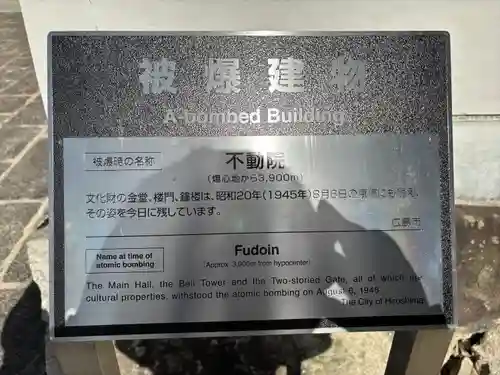 被爆建物
A-bombed Building
被爆時の名称
不動院
(爆心地から3,900m)
文化財の金堂、楼門、鐘楼は、昭和20年(1945年)8月6日の原爆にも耐え、
その姿を今日に残しています。
広島市
Name at time of
atomic bombing
Fudoin
(Approx. 3,900m from hypocenter)
The Main Hall, the Bell Tower and the Two-storied Gate, all of which are
cultural properties, withstood the atomic bombing on August 6, 1945.
The City of Hiroshima